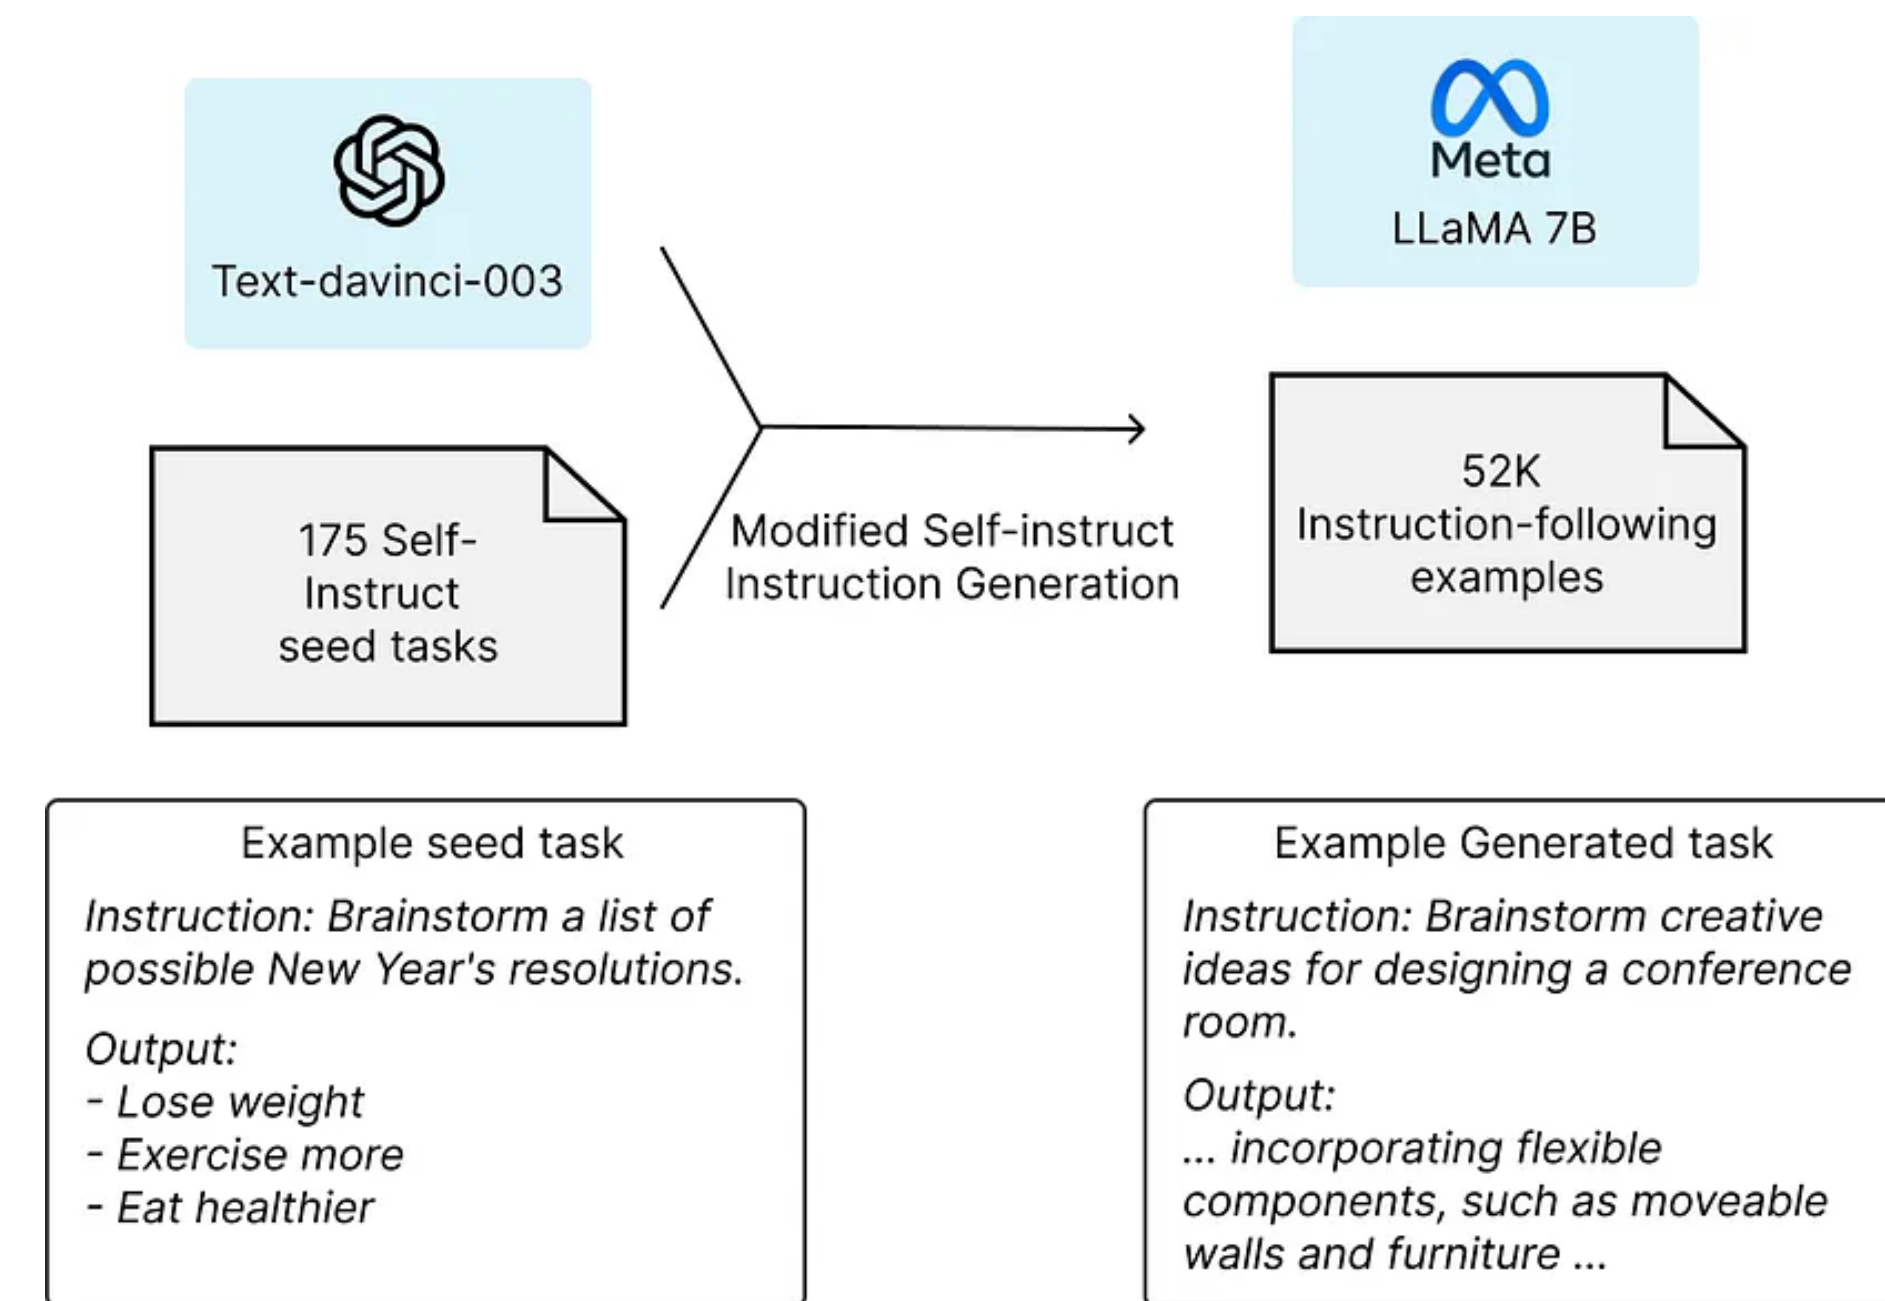 Text-davinci-003
175 Self-
Instruct
seed tasks
Modified Self-instruct
Instruction Generation
Meta
LLaMA 7B
52K
Instruction-following
examples
Example seed task
Instruction: Brainstorm a list of
possible New Year's resolutions.
Output:
- Lose weight
- Exercise more
- Eat healthier
Example Generated task
Instruction: Brainstorm creative
ideas for designing a conference
room.
Output:
... incorporating flexible
components, such as moveable
walls and furniture ...